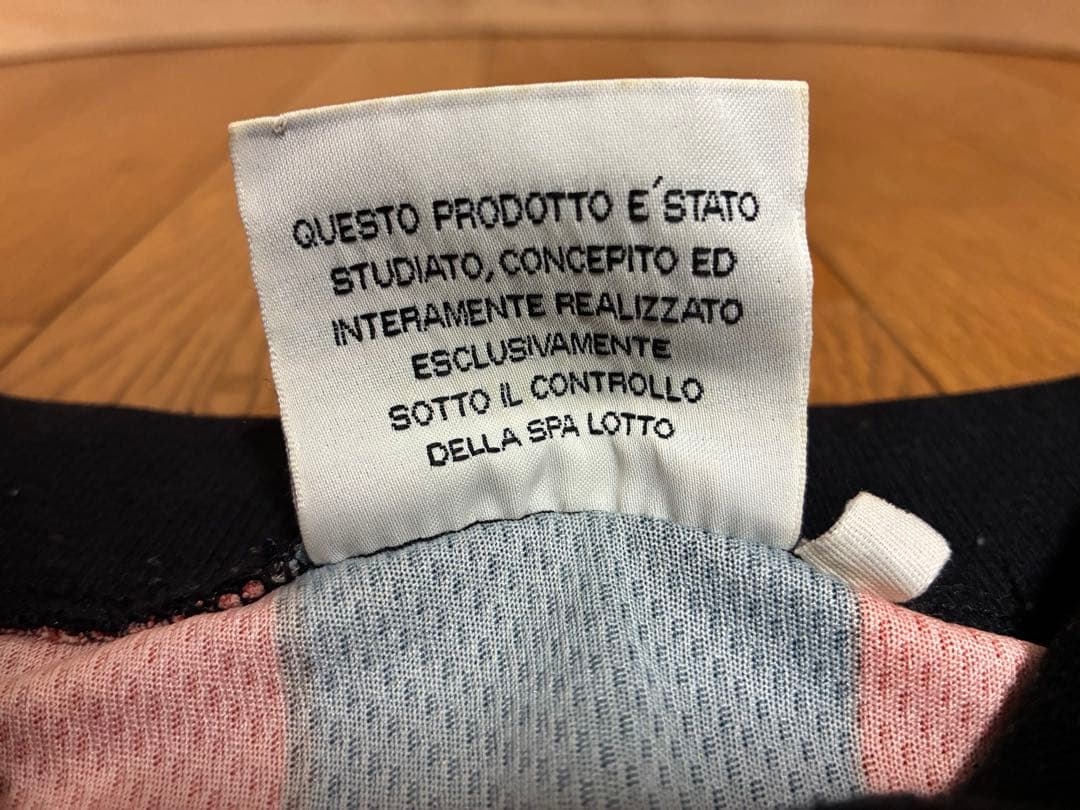 QUESTO PRODOTTO E´STATO
STUDIATO, CONCEPITO ED
INTERAMENTE REALIZZATO
ESCLUSIVAMENTE
SOTTO IL CONTROLLO
DELLA SPA LOTTO